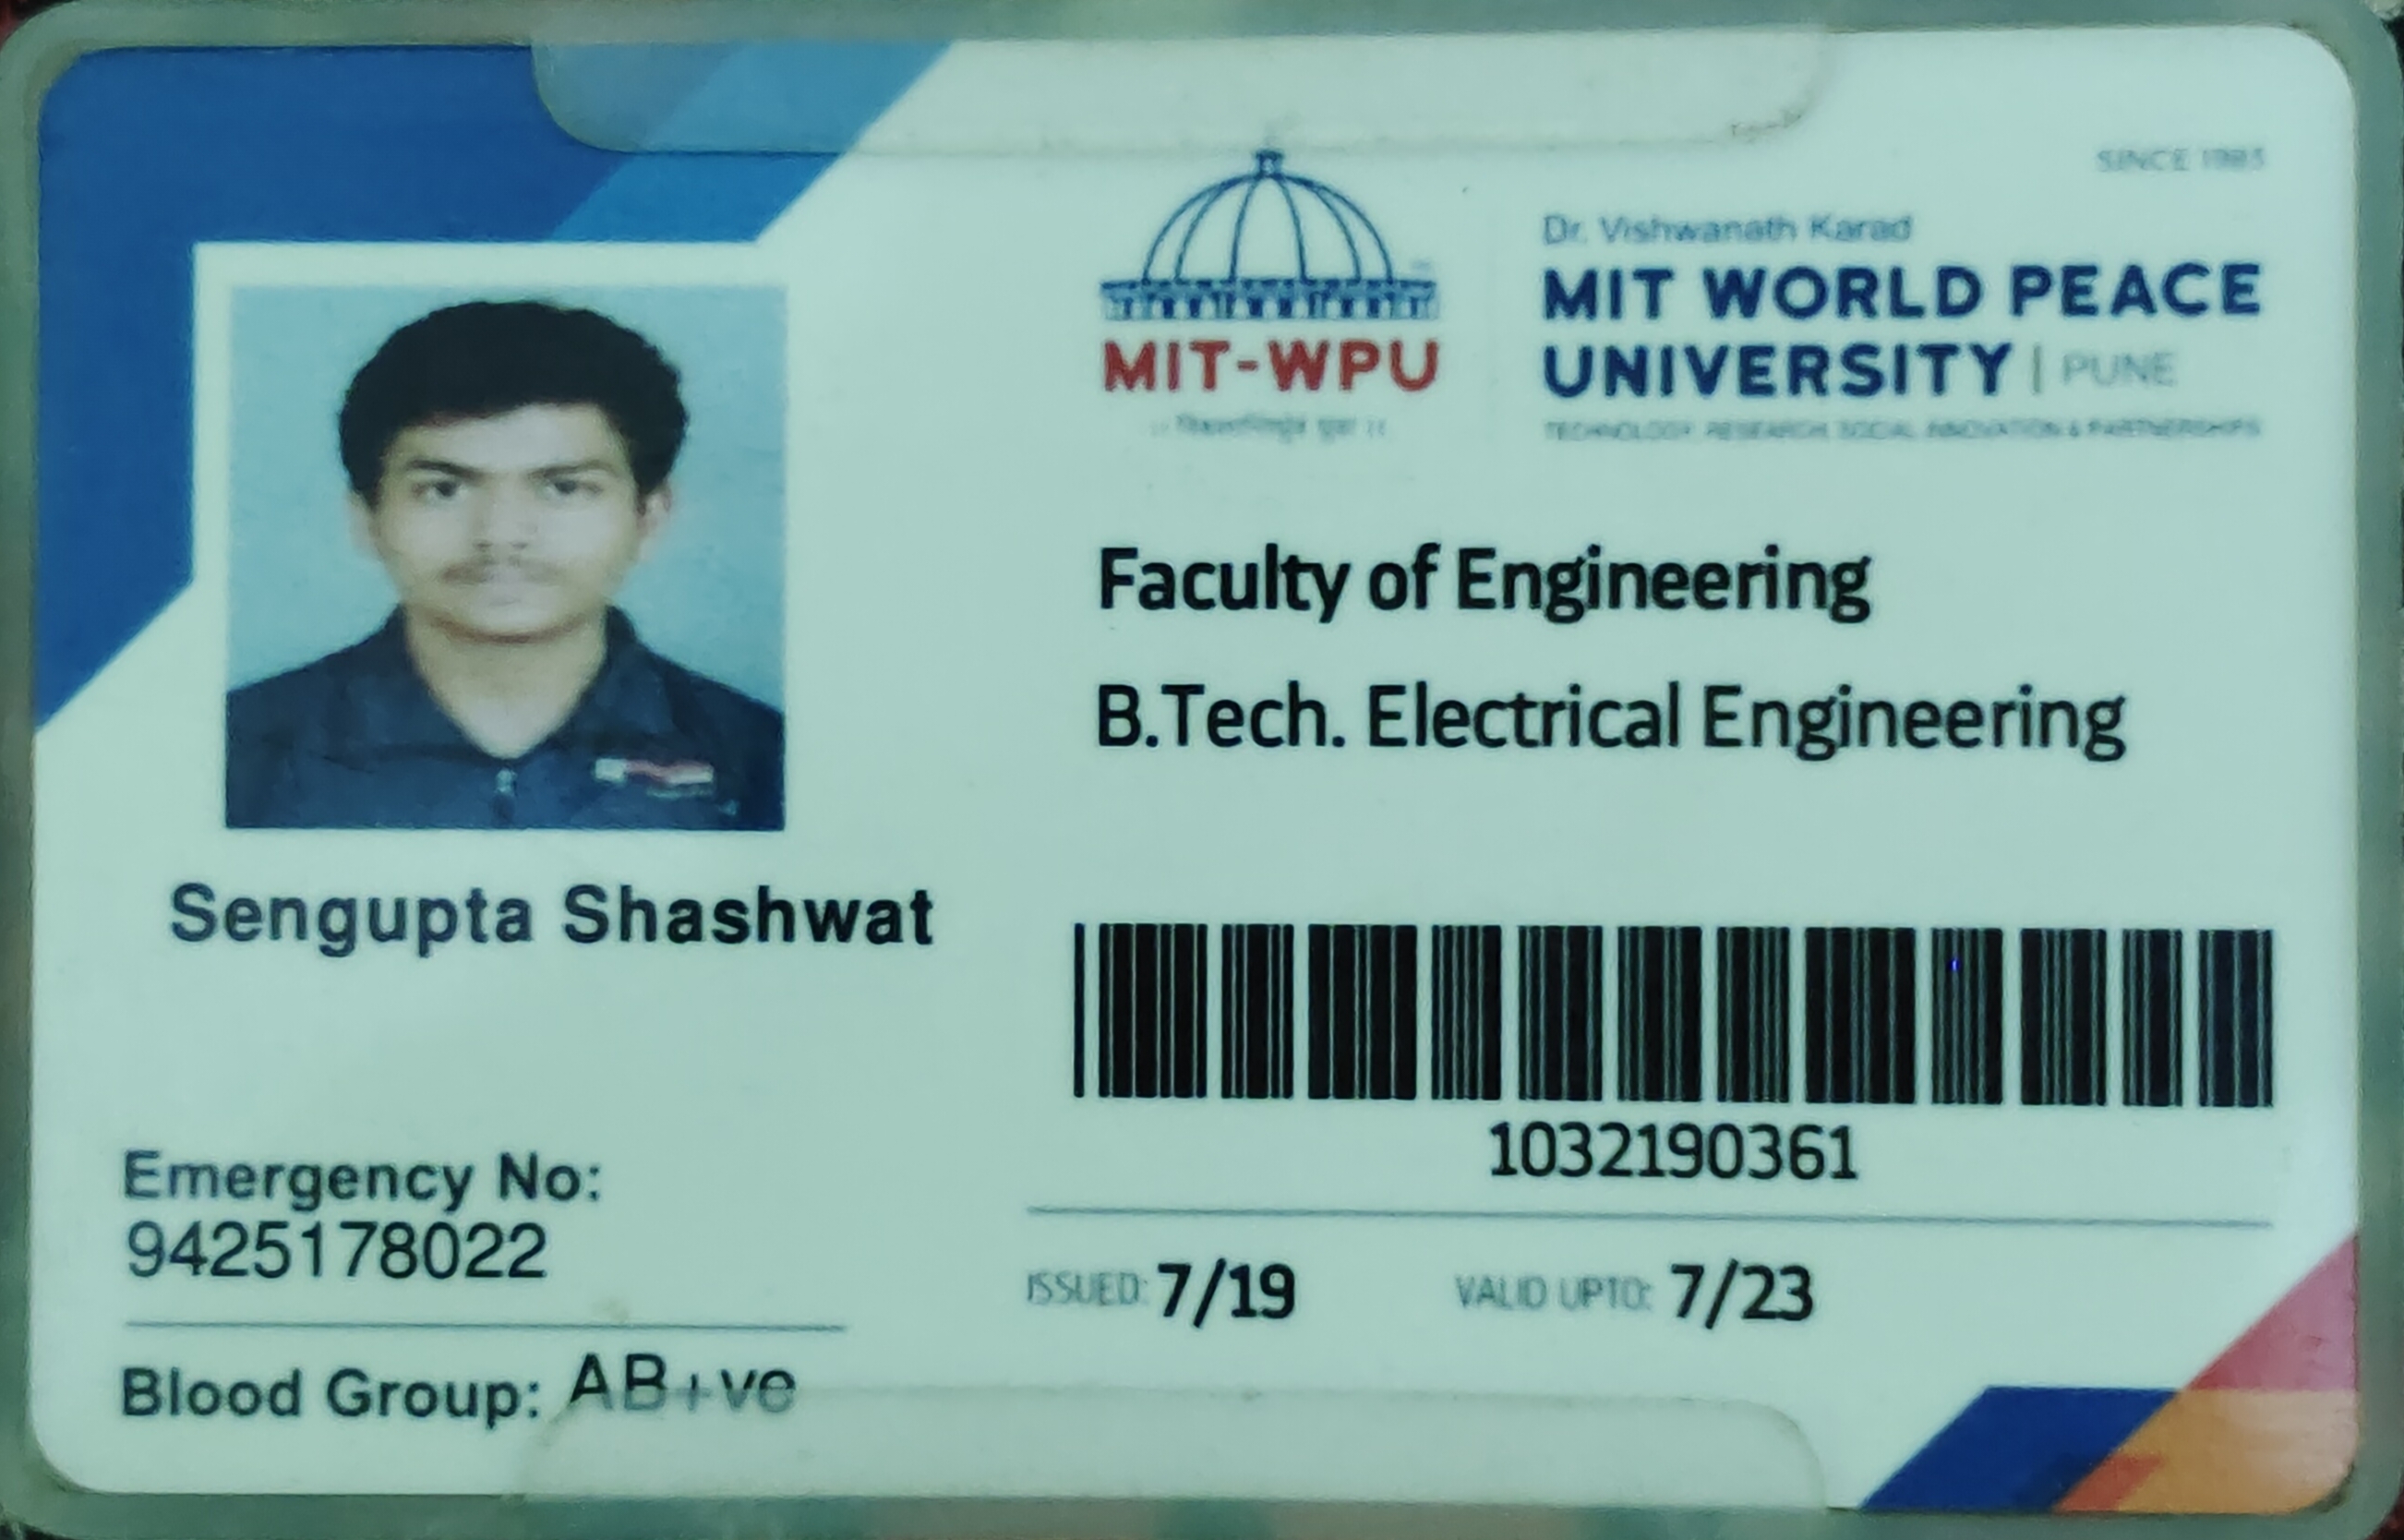 SINCE 1983
Dr. Vishwanath Karad
MIT WORLD PEACE
UNIVERSITY | PUNE
TECHNOLOGY, RESEARCH, SOCIAL INNOVATION & PARTNERSHIPS
MIT-WPU
Faculty of Engineering
B.Tech. Electrical Engineering
Sengupta Shashwat
1032190361
Emergency No:
9425178022
ISSUED: 7/19 VALID UPTO: 7/23
Blood Group: AB+ve